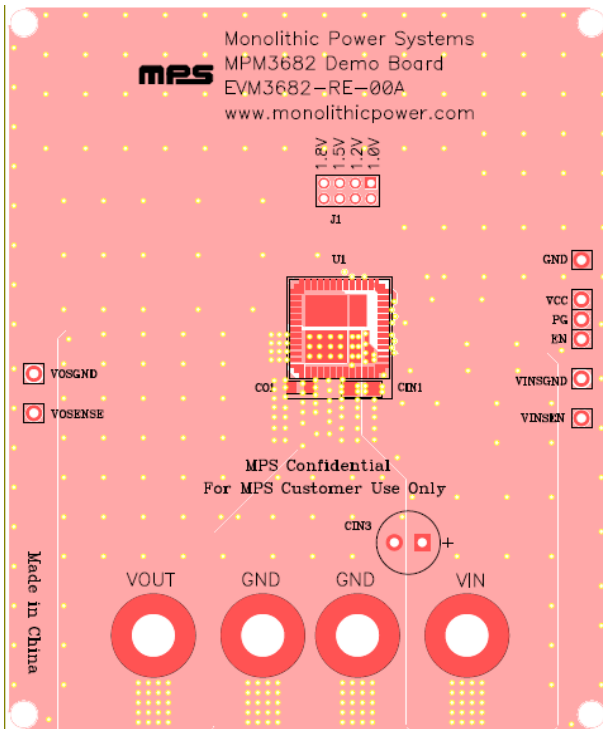 Monolithic Power Systems
mps MPM3682 Demo Board
EVM3682-RE-00A
www.monolithicpower.com
1.8V 1.5V 1.2V 1.0V
J1
U1
GND
VCC
PG
EN
VOSGND
VINSGND
CIN1
VOSENSE
VINSEN
MPS Confidential
For MPS Customer Use Only
CIN3
+
Made in China
VOUT GND GND VIN